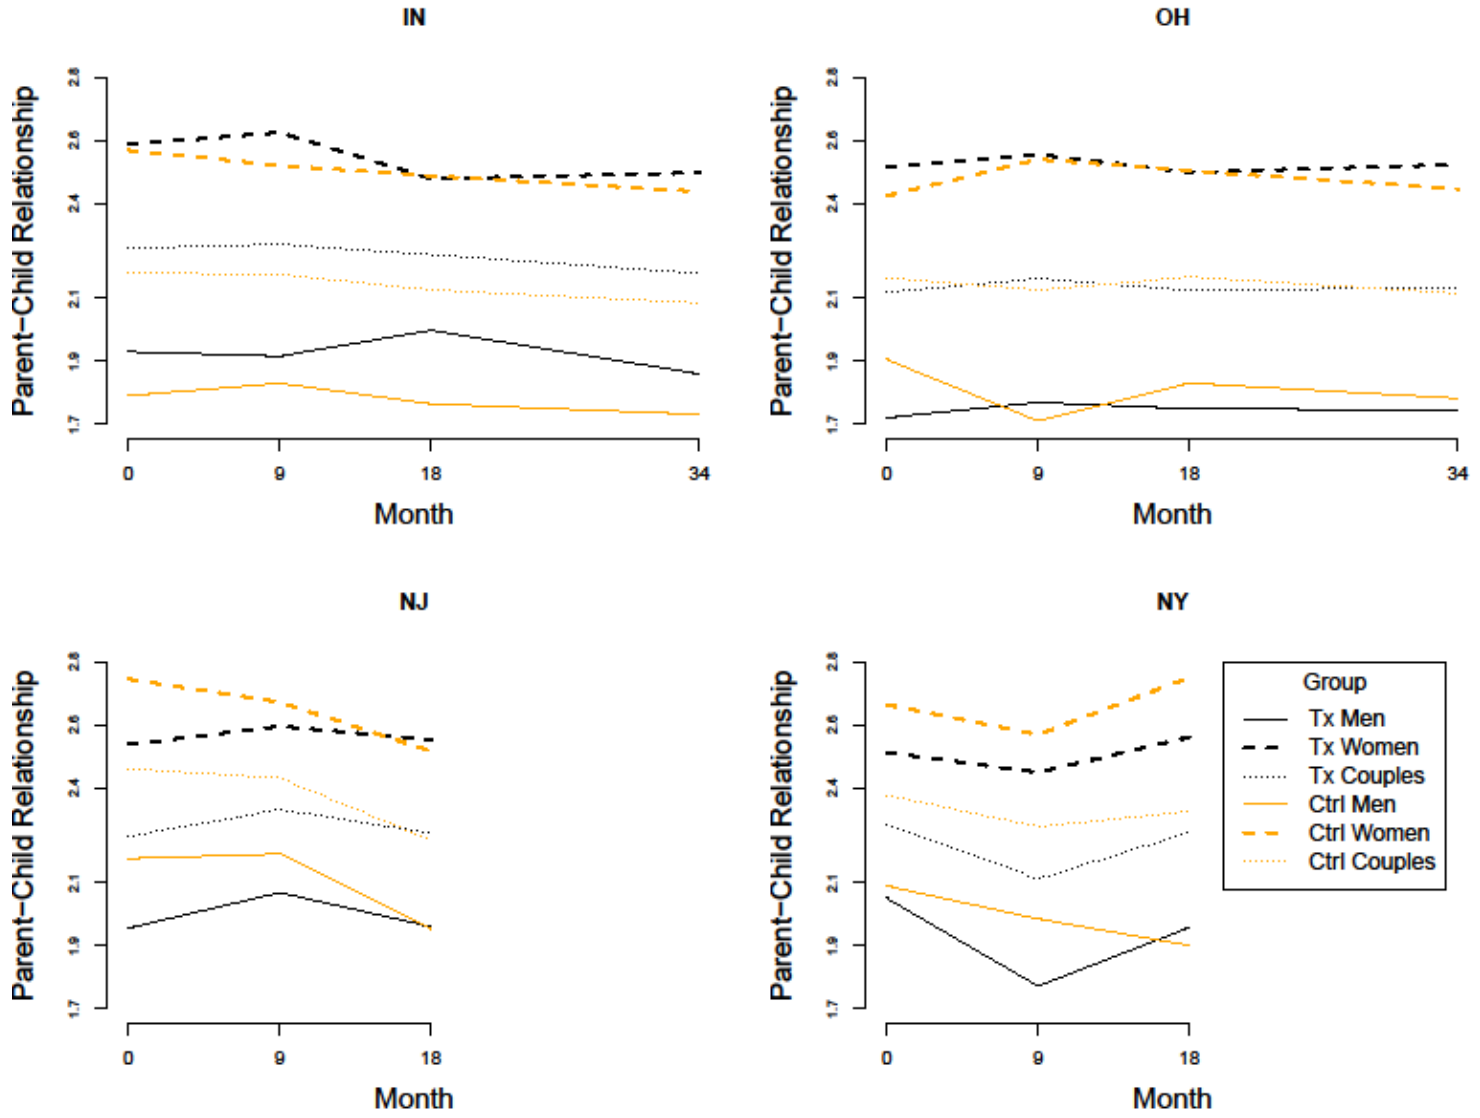 IN
Parent-Child Relationship
2.8
2.6
2.4
2.1
1.9
1.7
0 9 18 34
Month
OH
Parent-Child Relationship
2.8
2.6
2.4
2.1
1.9
1.7
0 9 18 34
Month
NJ
Parent-Child Relationship
2.8
2.6
2.4
2.1
1.9
1.7
0 9 18
Month
NY
Parent-Child Relationship
2.8
2.6
2.4
2.1
1.9
1.7
0 9 18
Month
Group
Tx Men
Tx Women
Tx Couples
Ctrl Men
Ctrl Women
Ctrl Couples